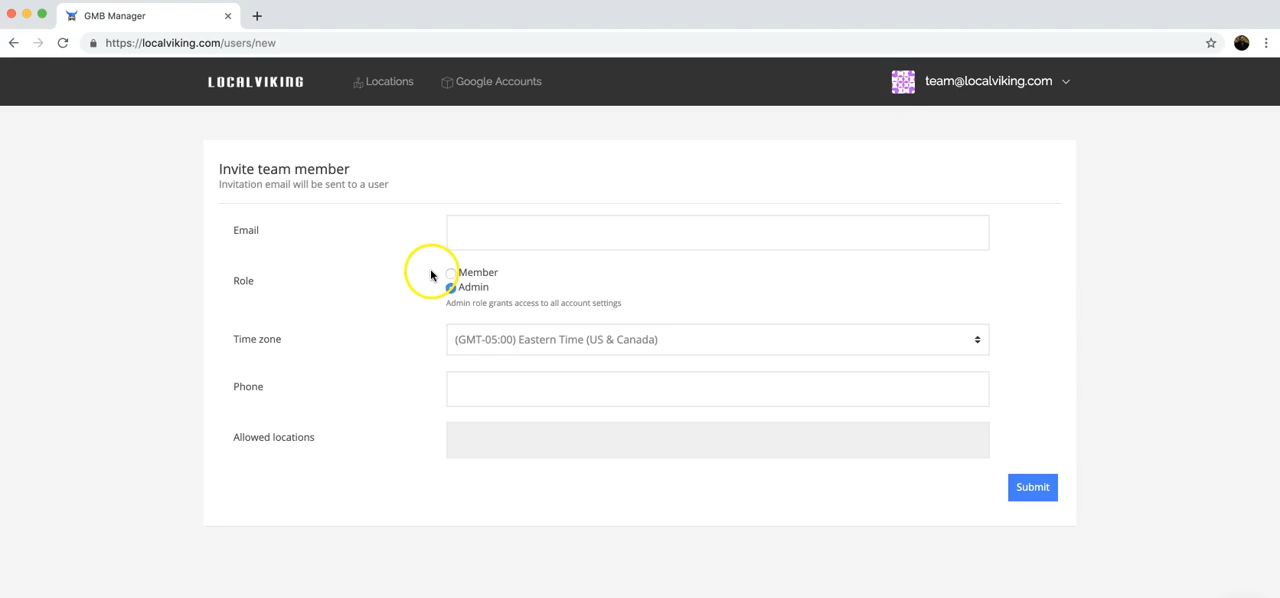 GMB Manager
https://localviking.com/users/new
LOCALVIKING
Locations
Google Accounts
team@localviking.com
Invite team member
Invitation email will be sent to a user
Email
Role
Member
Admin
Admin role grants access to all account settings
Time zone
(GMT-05:00) Eastern Time (US & Canada)
Phone
Allowed locations
Submit